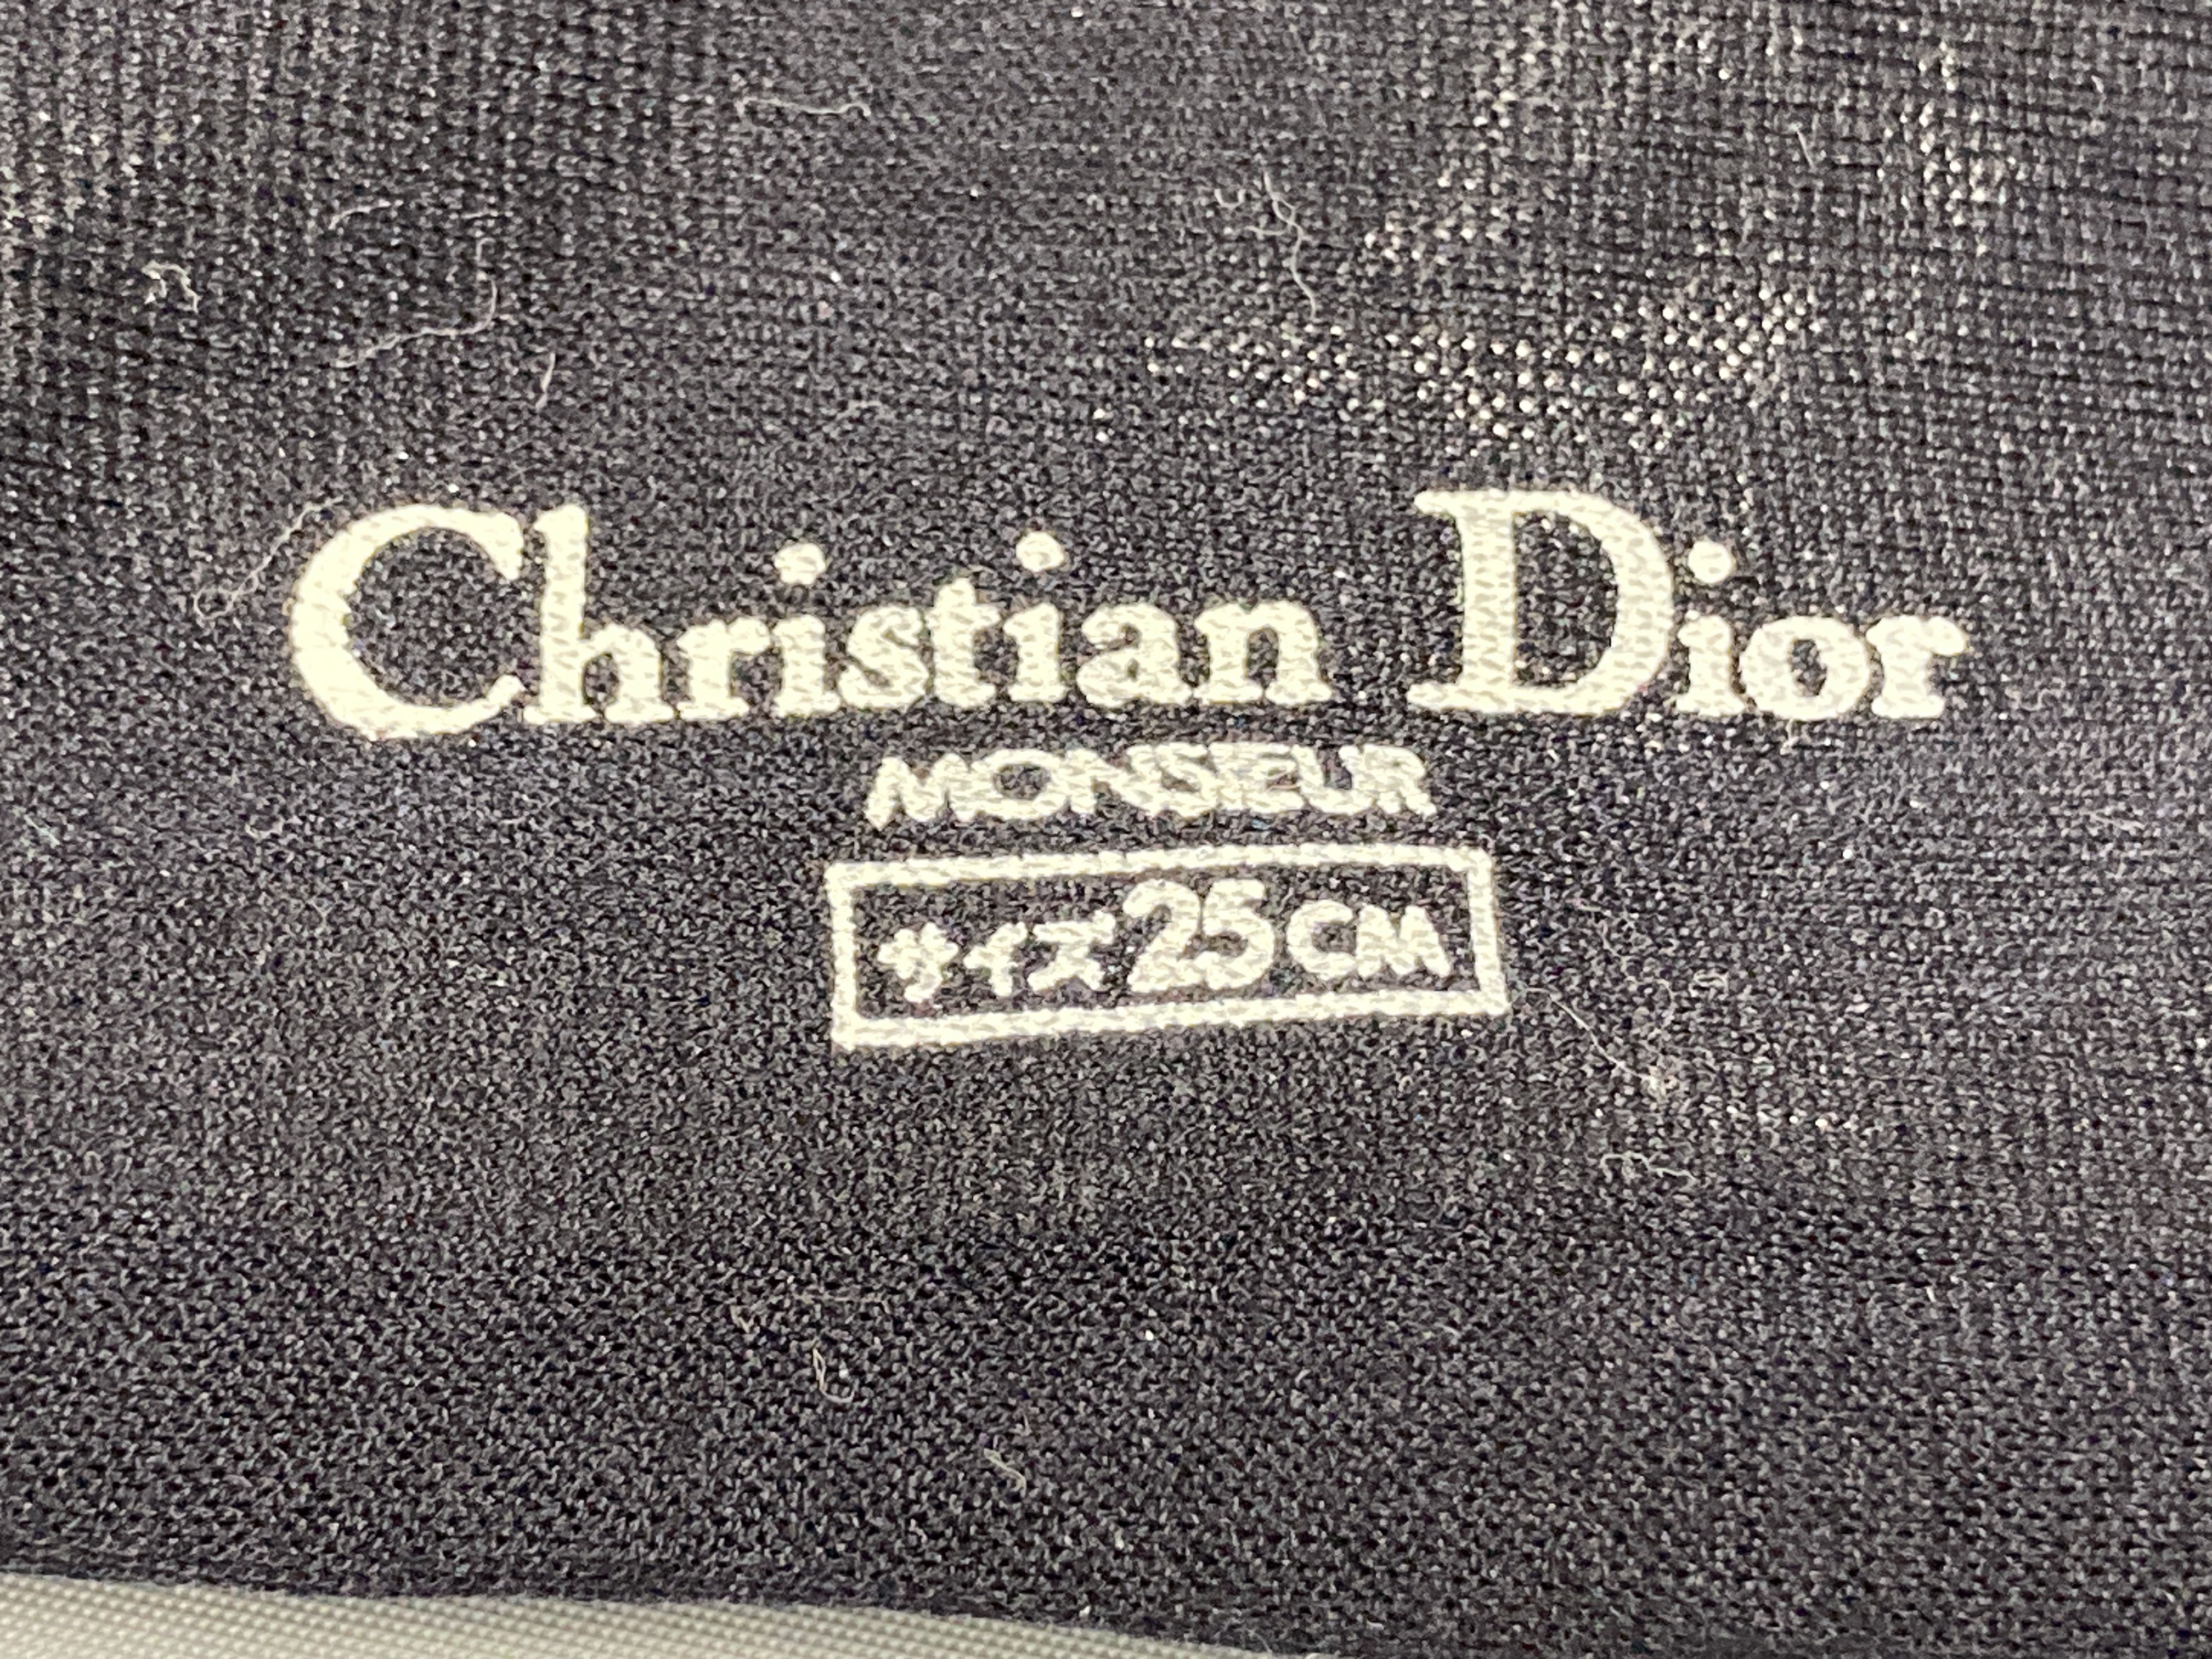 Christian Dior
MONSIEUR
サイズ25CM